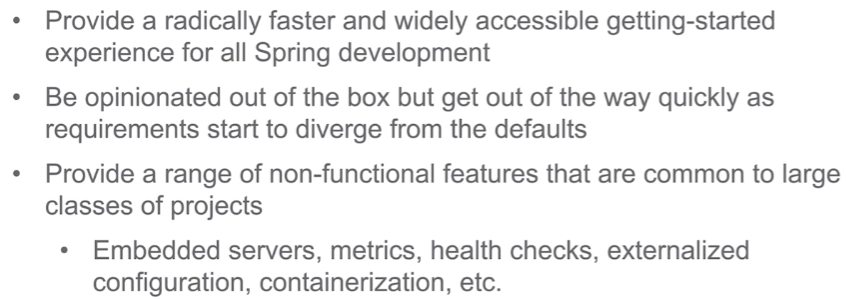 • Provide a radically faster and widely accessible getting-started
experience for all Spring development
• Be opinionated out of the box but get out of the way quickly as
requirements start to diverge from the defaults
• Provide a range of non-functional features that are common to large
classes of projects
• Embedded servers, metrics, health checks, externalized
configuration, containerization, etc.